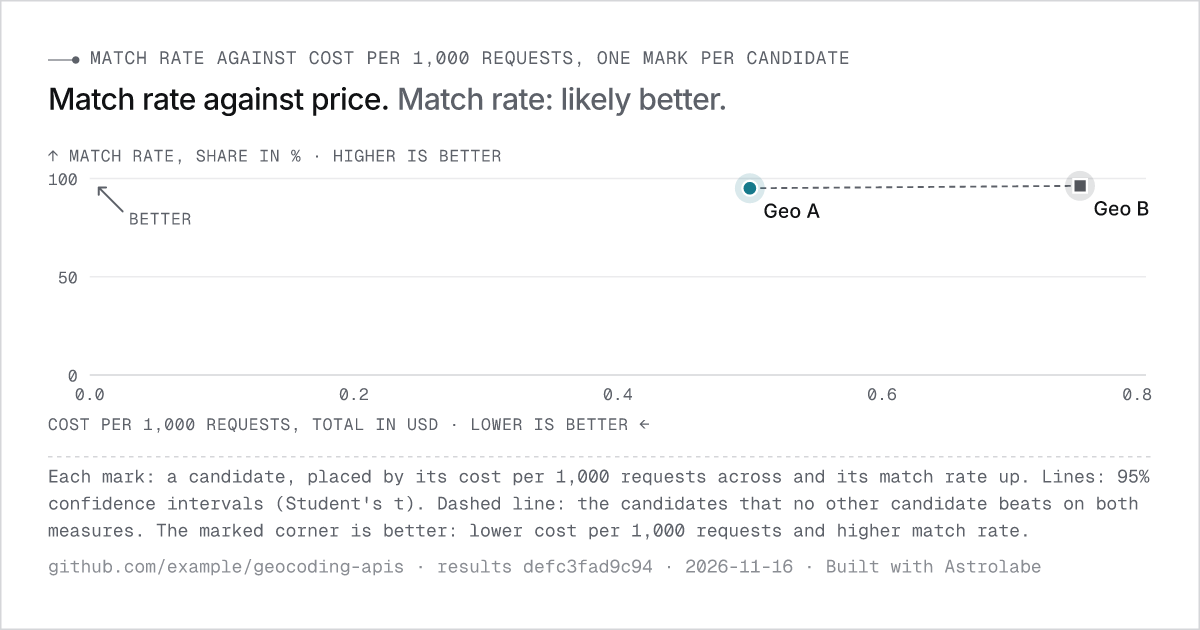 MATCH RATE AGAINST COST PER 1,000 REQUESTS, ONE MARK PER CANDIDATE
Match rate against price. Match rate: likely better.
↑ MATCH RATE, SHARE IN % · HIGHER IS BETTER
100
BETTER
Geo A
Geo B
50
0
0.0 0.2 0.4 0.6 0.8
COST PER 1,000 REQUESTS, TOTAL IN USD · LOWER IS BETTER ←
Each mark: a candidate, placed by its cost per 1,000 requests across and its match rate up. Lines: 95%
confidence intervals (Student's t). Dashed line: the candidates that no other candidate beats on both
measures. The marked corner is better: lower cost per 1,000 requests and higher match rate.
github.com/example/geocoding-apis · results defc3fad9c94 · 2026-11-16 · Built with Astrolabe